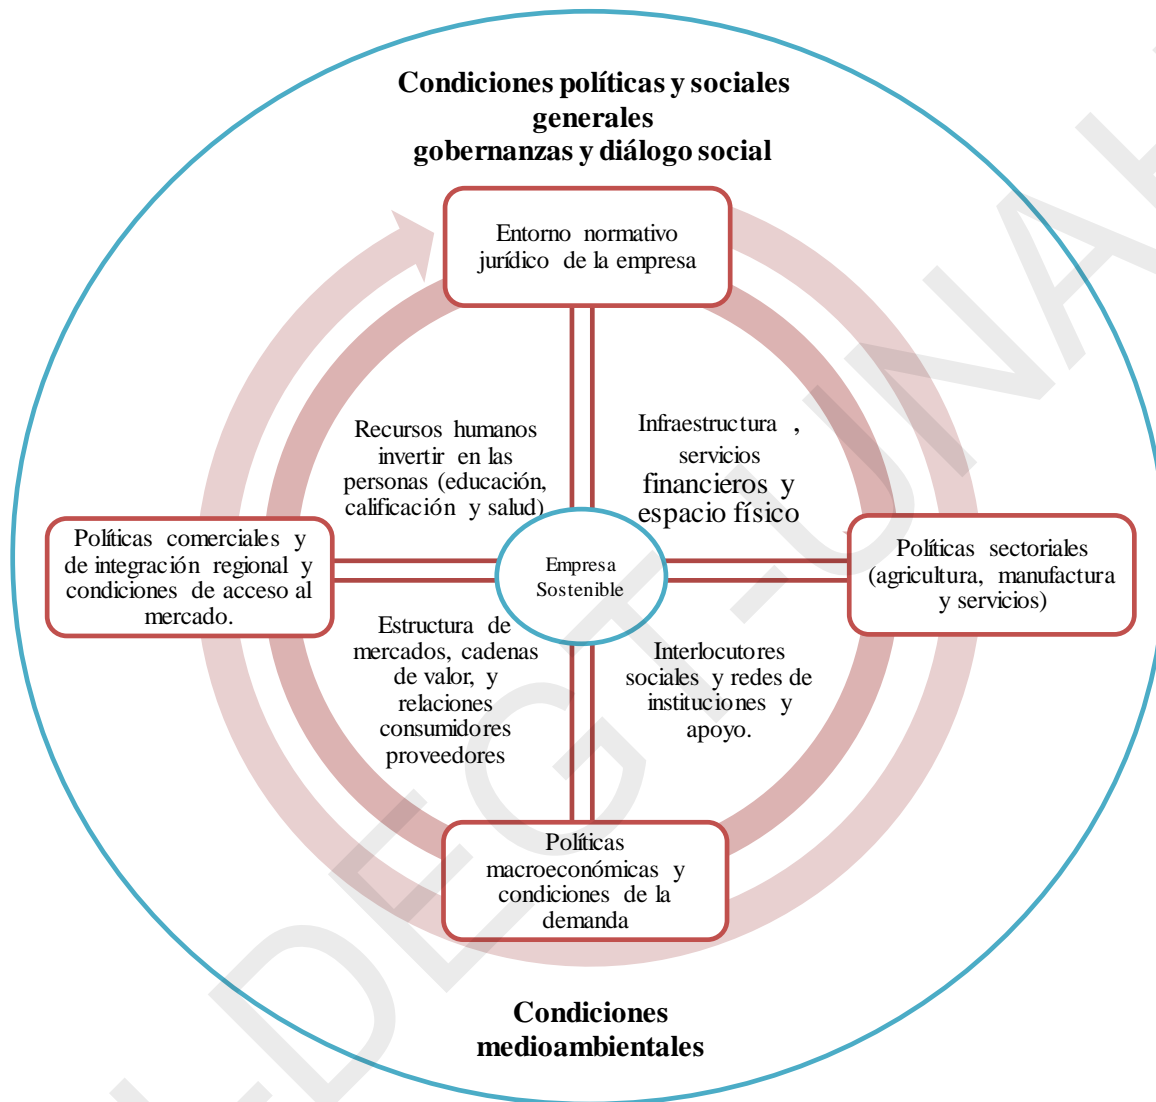 Condiciones políticas y sociales
generales
gobernanzas y diálogo social
Entorno normativo
jurídico de la empresa
Recursos humanos
invertir en las
personas (educación,
calificación y salud)
Infraestructura ,
servicios
financieros y
espacio físico
Políticas comerciales y
de integración regional y
condiciones de acceso al
mercado.
Empresa
Sostenible
Políticas sectoriales
(agricultura, manufactura
y servicios)
Estructura de
mercados, cadenas
de valor, y
relaciones
consumidores
proveedores
Interlocutores
sociales y redes de
instituciones y
apoyo.
Políticas
macroeconómicas y
condiciones de la
demanda
Condiciones
medioambientales
-DEGT-UNAH